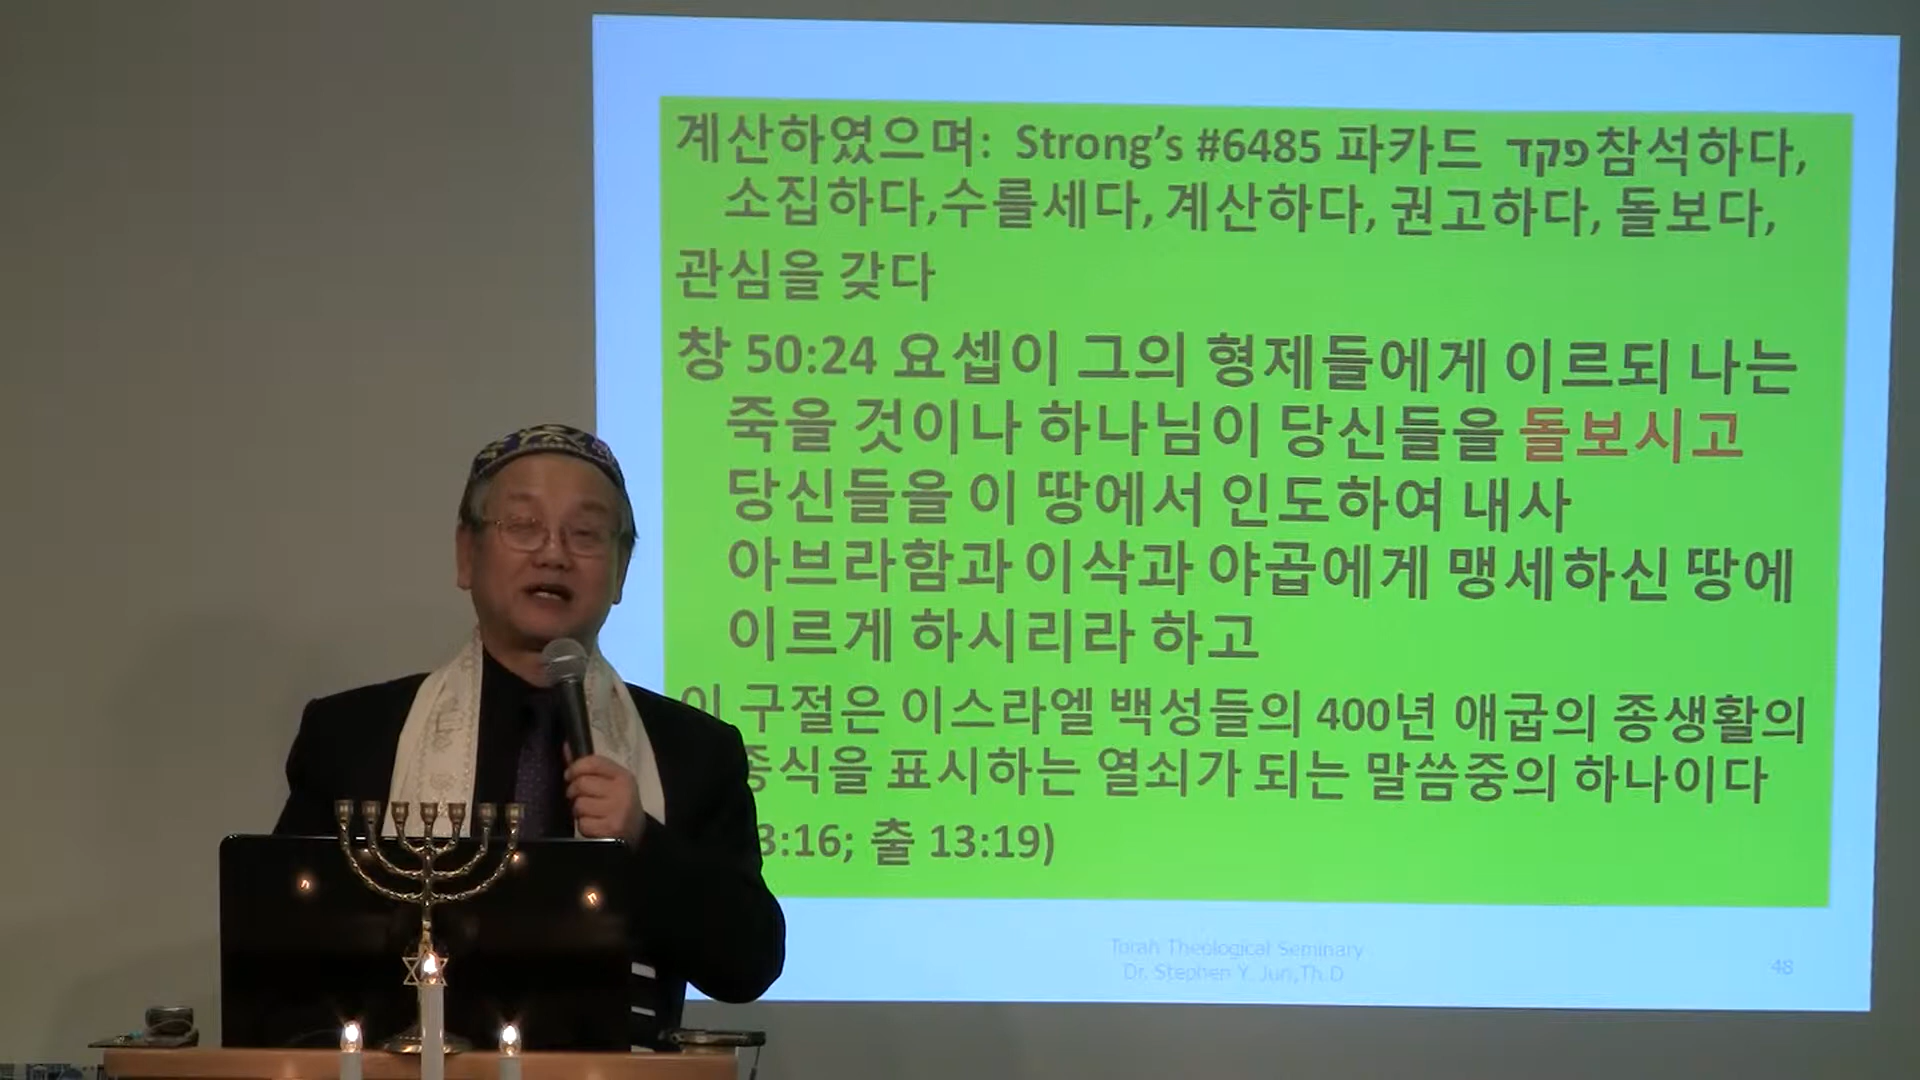 계산하였으며: Strong's #6485 파카드 פקד참석하다,
소집하다,수를세다, 계산하다, 권고하다, 돌보다,
관심을 갖다
창 50:24 요셉이 그의 형제들에게 이르되 나는
죽을 것이나 하나님이 당신들을 돌보시고
당신들을 이 땅에서 인도하여 내사
아브라함과 이삭과 야곱에게 맹세하신 땅에
이르게 하시리라 하고
이 구절은 이스라엘 백성들의 400년 애굽의 종생활의
종식을 표시하는 열쇠가 되는 말씀중의 하나이다
3:16; 출 13:19)
Torah Theological Seminary
Dr. Stephen Y. Jun,Th.D
48